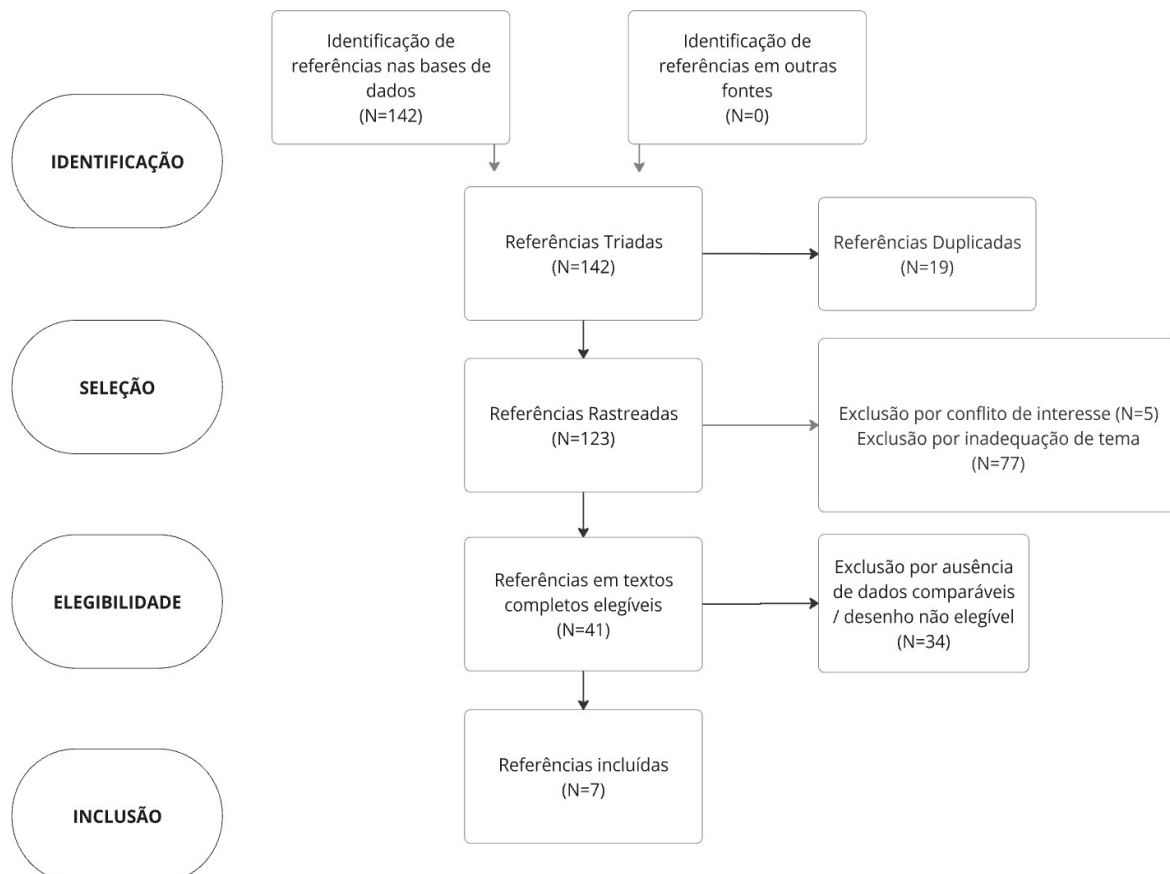 Identificação de
referências nas bases de
dados
(N=142)
Identificação de
referências em outras
fontes
(N=0)
IDENTIFICAÇÃO
Referências Triadas
(N=142)
Referências Duplicadas
(N=19)
SELEÇÃO
Referências Rastreadas
(N=123)
Exclusão por conflito de interesse (N=5)
Exclusão por inadequação de tema
(N=77)
ELEGIBILIDADE
Referências em textos
completos elegíveis
(N=41)
Exclusão por ausência
de dados comparáveis
/ desenho não elegível
(N=34)
INCLUSÃO
Referências incluídas
(N=7)